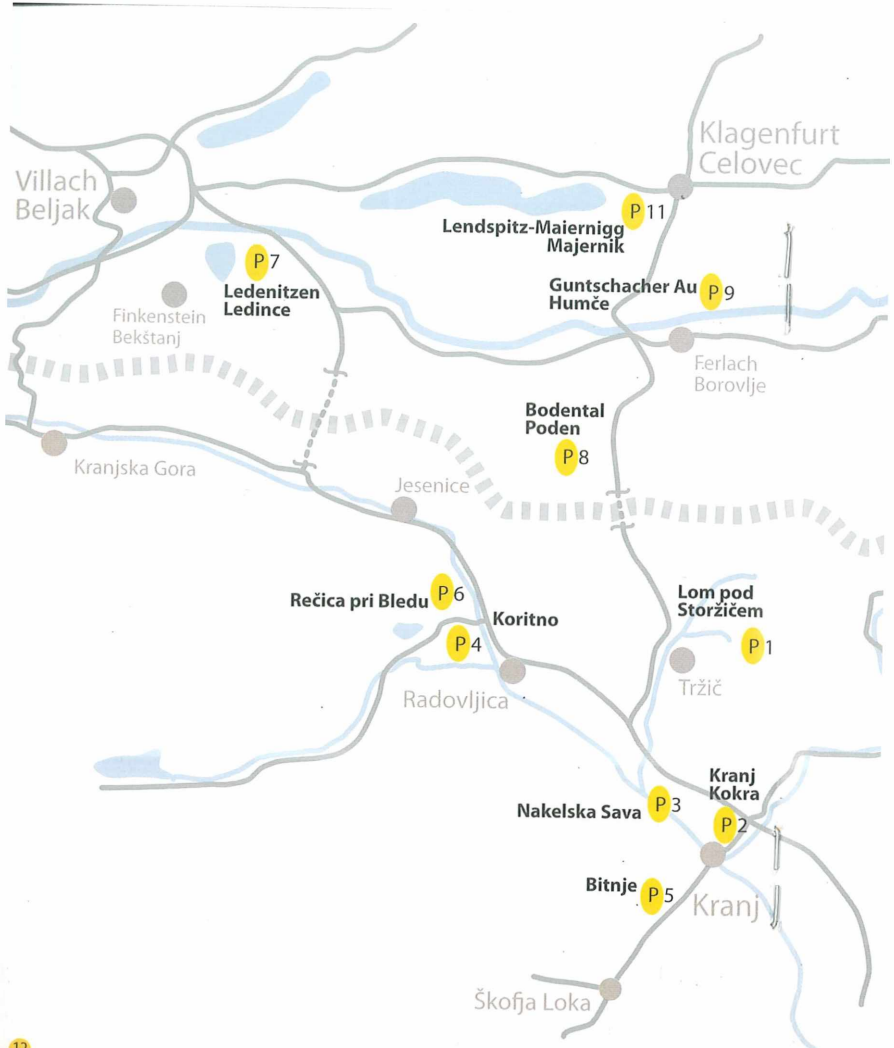 Klagenfurt
Celovec
Villach
Beljak
P 11
Lendspitz-Maiernigg
Majernik
P 7
Ledenitzen
Ledince
Guntschacher Au
Humče
P 9
Finkenstein
Bekštanj
Ferlach
Borovlje
Bodental
Poden
P 8
Kranjska Gora
Jesenice
Rečica pri Bledu
P 6
Koritno
P 4
Lom pod
Storžičem
P 1
Tržič
Radovljica
Kranj
Kokra
P 2
Nakelska Sava
P 3
Bitnje
P 5
Kranj
Škofja Loka
12